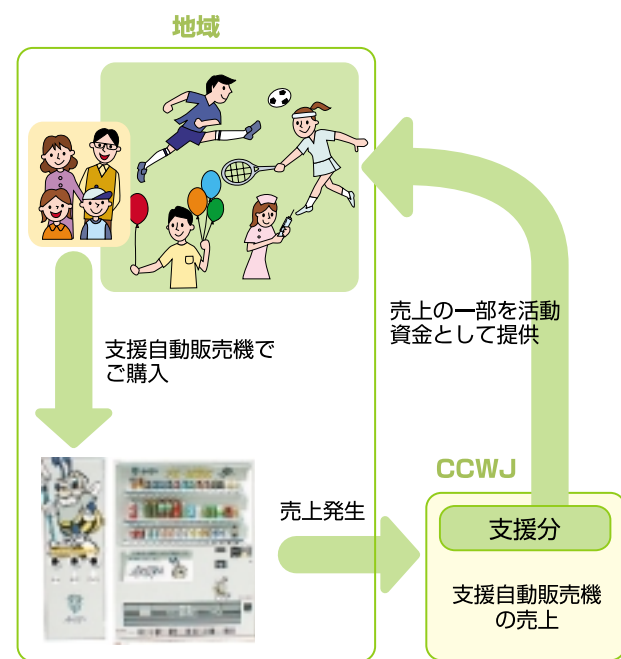 地域
支援自動販売機で
ご購入
売上発生
売上の一部を活動
資金として提供
CCWJ
支援分
支援自動販売機
の売上